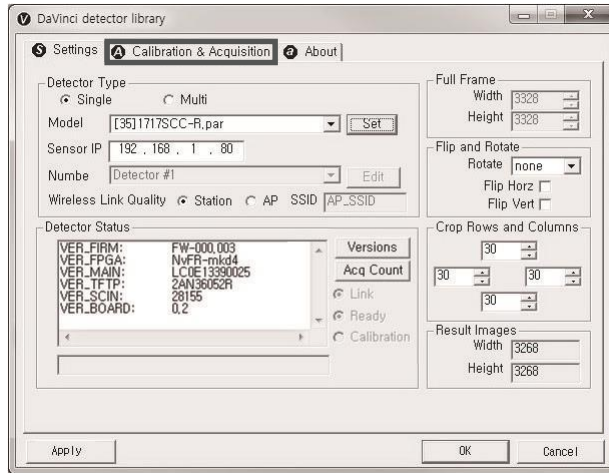 DaVinci detector library
Settings
Calibration & Acquisition
About
Detector Type
Single Multi
Model [35]1717SCC-R,par Set
Sensor IP 192 . 168 . 1 . 80
Numbe Detector #1 Edit
Wireless Link Quality Station AP SSID AP_SSID
Detector Status
VER_FIRM: FW-000,003
VER_FPGA: NvFR-mkd4
VER_MAIN: LC0E13390025
VER_TFTP: 2AN36052R
VER_SCIN: 28155
VER_BOARD: 0,2
Versions
Acq Count
Link
Ready
Calibration
Full Frame
Width 3328
Height 3328
Flip and Rotate
Rotate none
Flip Horz
Flip Vert
Crop Rows and Columns
30
30 30
30
Result Images
Width 3268
Height 3268
Apply OK Cancel